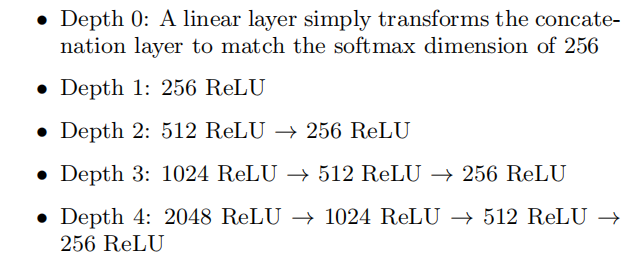 • Depth 0: A linear layer simply transforms the concate-
nation layer to match the softmax dimension of 256
• Depth 1: 256 ReLU
• Depth 2: 512 ReLU → 256 ReLU
• Depth 3: 1024 ReLU → 512 ReLU → 256 ReLU
• Depth 4: 2048 ReLU → 1024 ReLU → 512 ReLU →
256 ReLU